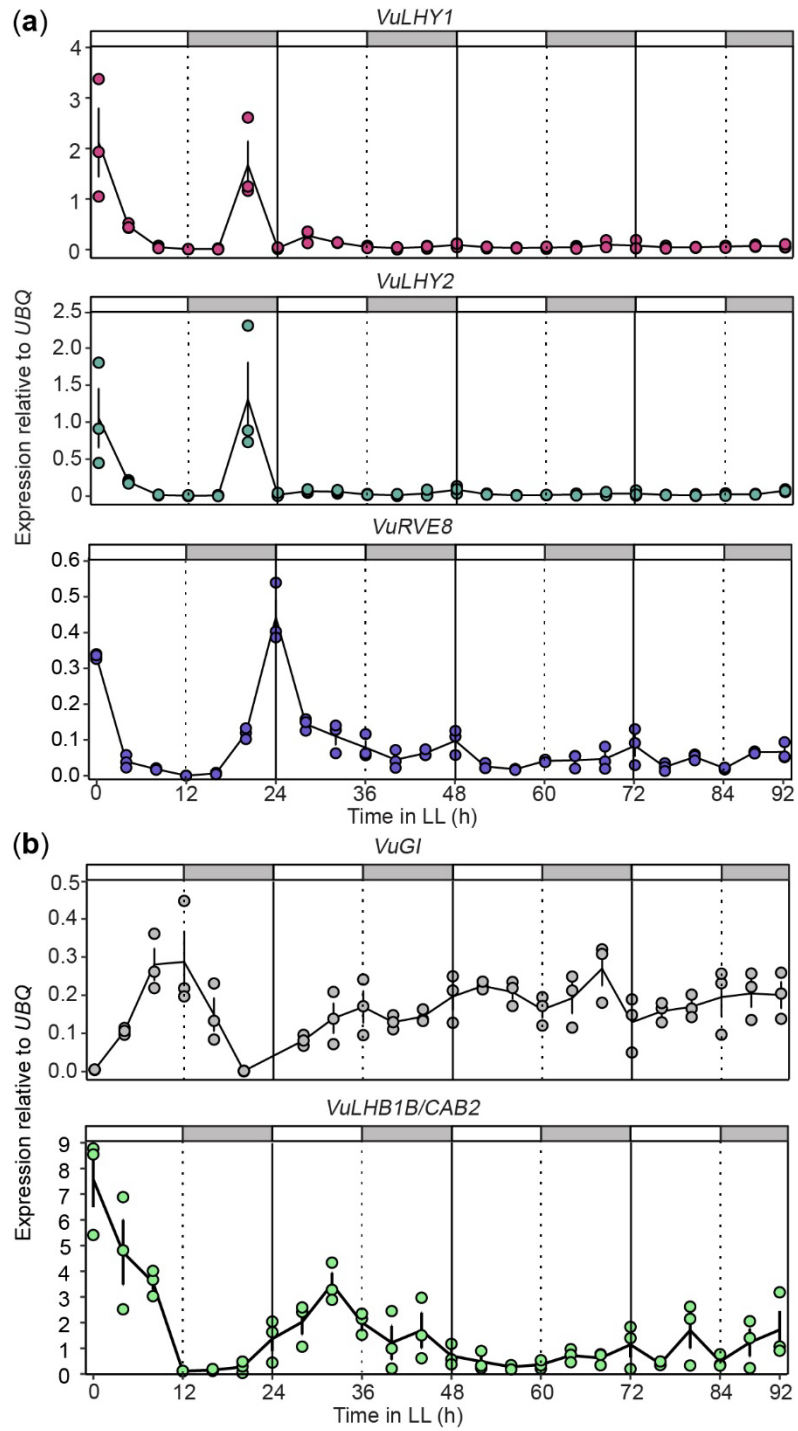 (a)
VuLHY1
4
3
2
1
0
VuLHY2
2.5
2.0
1.5
1.0
0.5
0
VuRVE8
0.6
0.5
0.4
0.3
0.2
0.1
0.0
Expression relative to UBQ
0 12 24 36 48 60 72 84 92
Time in LL (h)
(b)
VuGI
0.5
0.4
0.3
0.2
0.1
0.0
VuLHB1B/CAB2
9
8
7
6
5
4
3
2
1
0
Expression relative to UBQ
0 12 24 36 48 60 72 84 92
Time in LL (h)